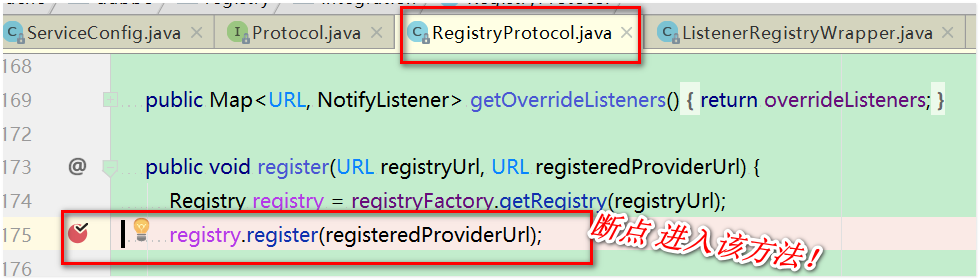 ServiceConfig.java × Protocol.java × RegistryProtocol.java × ListenerRegistryWrapper.java ×
168
169 public Map<URL, NotifyListener> getOverrideListeners() { return overrideListeners; }
172
173 @ public void register(URL registryUrl, URL registeredProviderUrl) {
174 Registry registry = registryFactory.getRegistry(registryUrl);
175 registry.register(registeredProviderUrl);
断点 进入该方法！
176